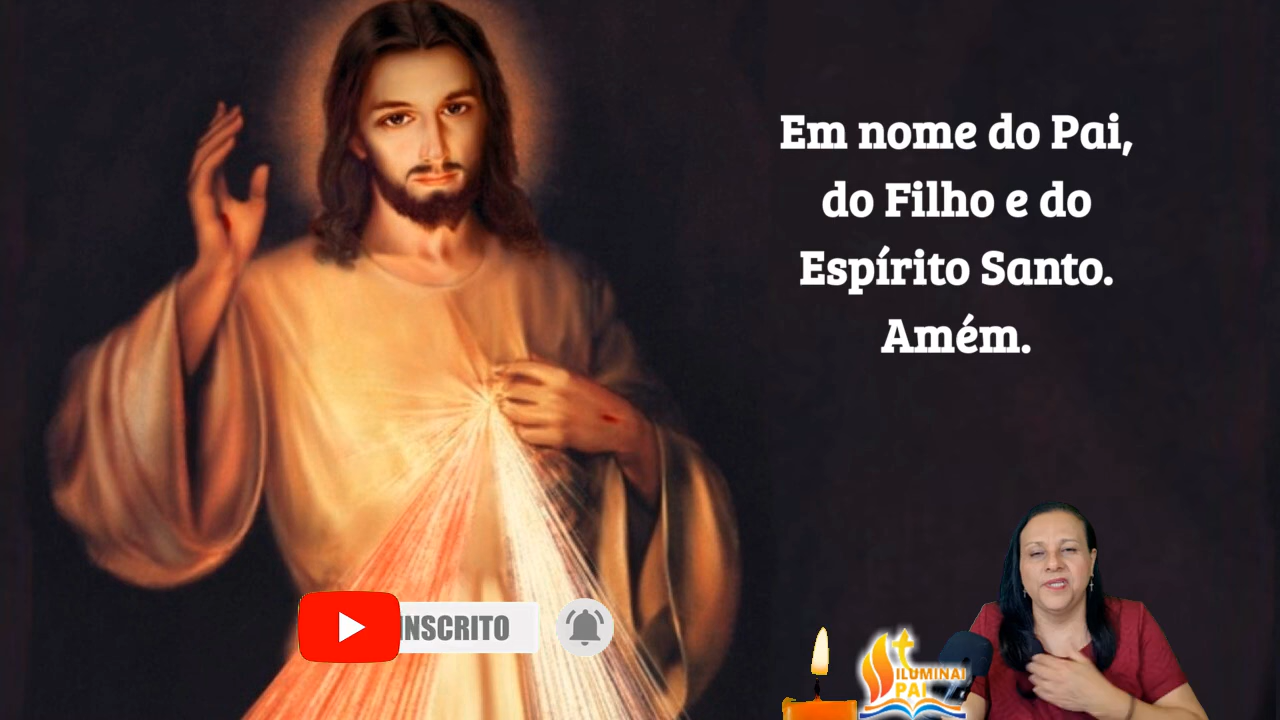 Em nome do Pai,
do Filho e do
Espírito Santo.
Amém.
INSCRITO
ILUMINAI
PAI